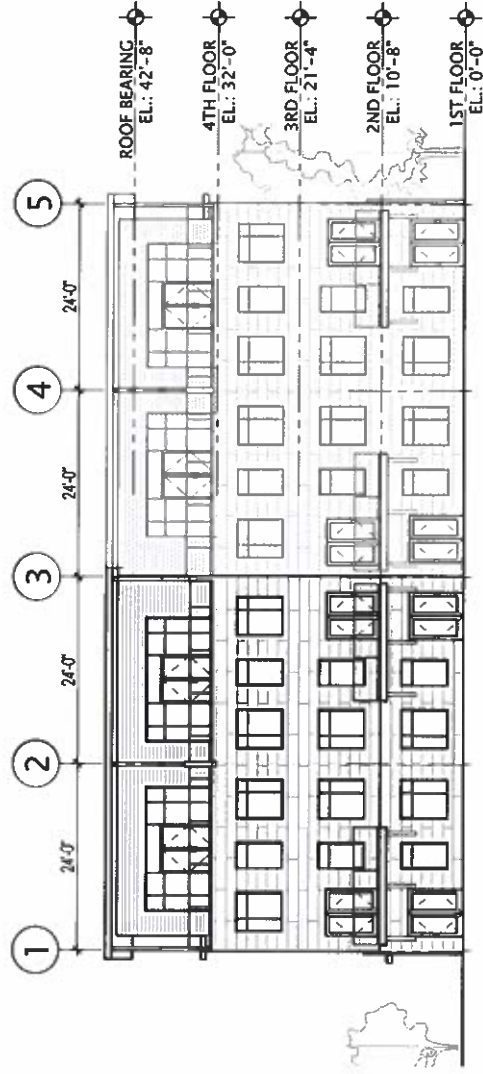 1
2
3
4
5
24'-0"
24'-0"
24'-0"
24'-0"
ROOF BEARING
EL.: 42'-8"
4TH FLOOR
EL.: 32'-0"
3RD FLOOR
EL.: 21'-4"
2ND FLOOR
EL.: 10'-8"
1ST FLOOR
EL.: 0'-0"